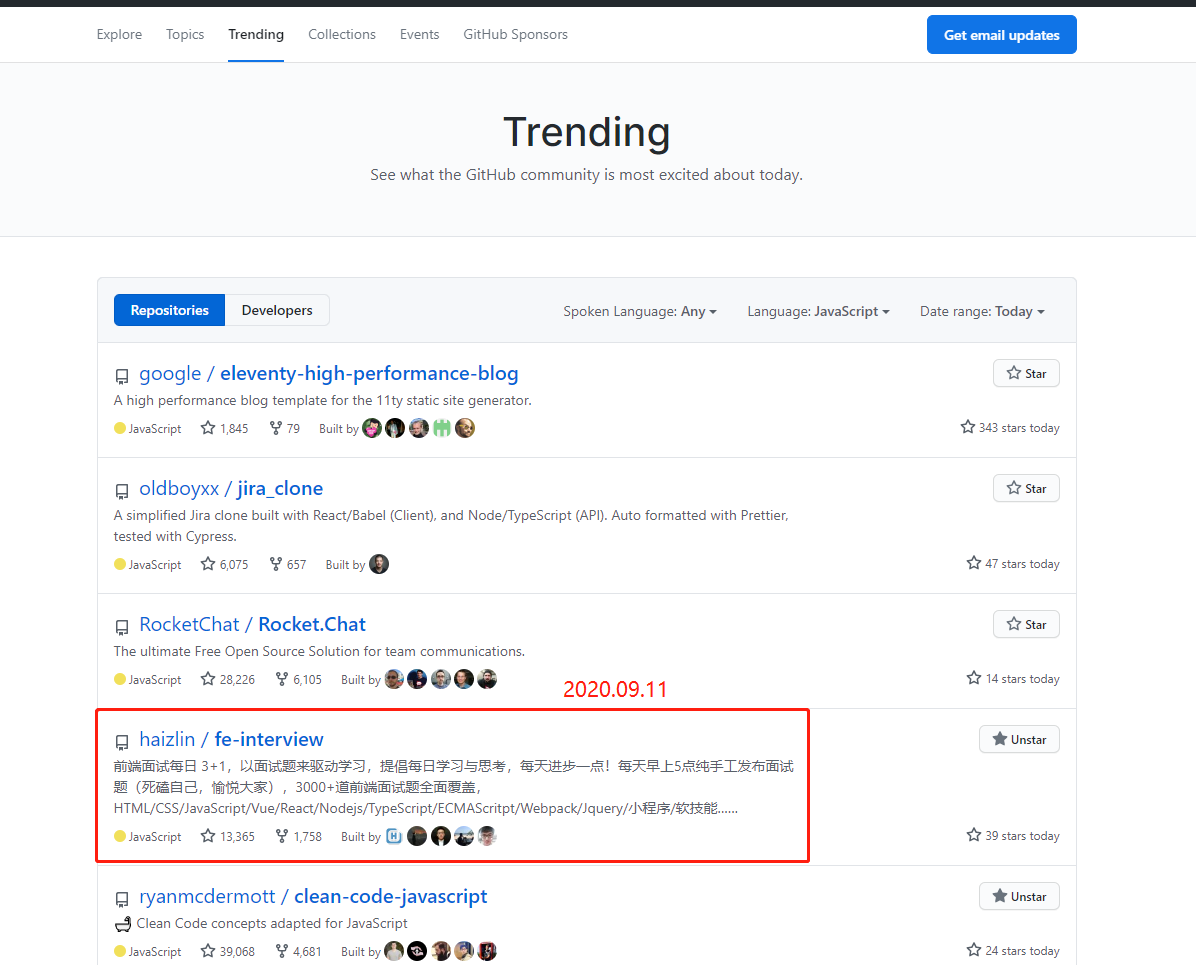 Explore Topics Trending Collections Events GitHub Sponsors Get email updates
Trending
See what the GitHub community is most excited about today.
Repositories Developers Spoken Language: Any Language: JavaScript Date range: Today
google / eleventy-high-performance-blog Star
A high performance blog template for the 11ty static site generator.
JavaScript 1,845 79 Built by 343 stars today
oldboyxx / jira_clone Star
A simplified Jira clone built with React/Babel (Client), and Node/TypeScript (API). Auto formatted with Prettier,
tested with Cypress.
JavaScript 6,075 657 Built by 47 stars today
RocketChat / Rocket.Chat Star
The ultimate Free Open Source Solution for team communications.
JavaScript 28,226 6,105 Built by 14 stars today
2020.09.11
haizlin / fe-interview Unstar
前端面试每日 3+1，以面试题来驱动学习，提倡每日学习与思考，每天进步一点！每天早上5点纯手工发布面试
题（死磕自己，愉悦大家），3000+道前端面试题全面覆盖，
HTML/CSS/JavaScript/Vue/React/Nodejs/TypeScript/ECMAScritpt/Webpack/Jquery/小程序/软技能……
JavaScript 13,365 1,758 Built by 39 stars today
ryanmcdermott / clean-code-javascript Unstar
Clean Code concepts adapted for JavaScript
JavaScript 39,068 4,681 Built by 24 stars today